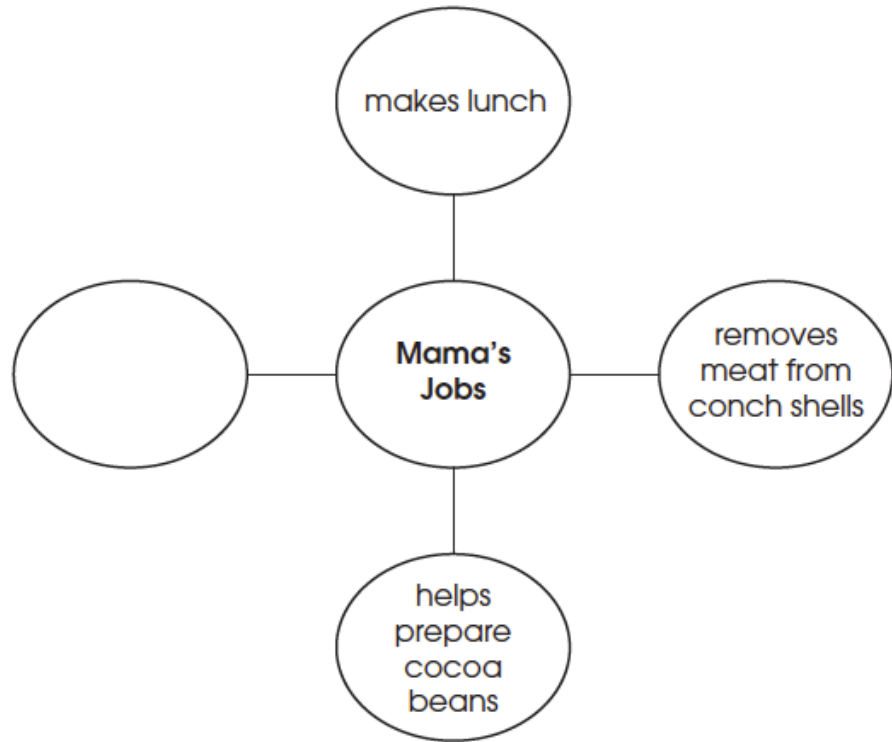 makes lunch
Mama's
Jobs
removes
meat from
conch shells
helps
prepare
cocoa
beans